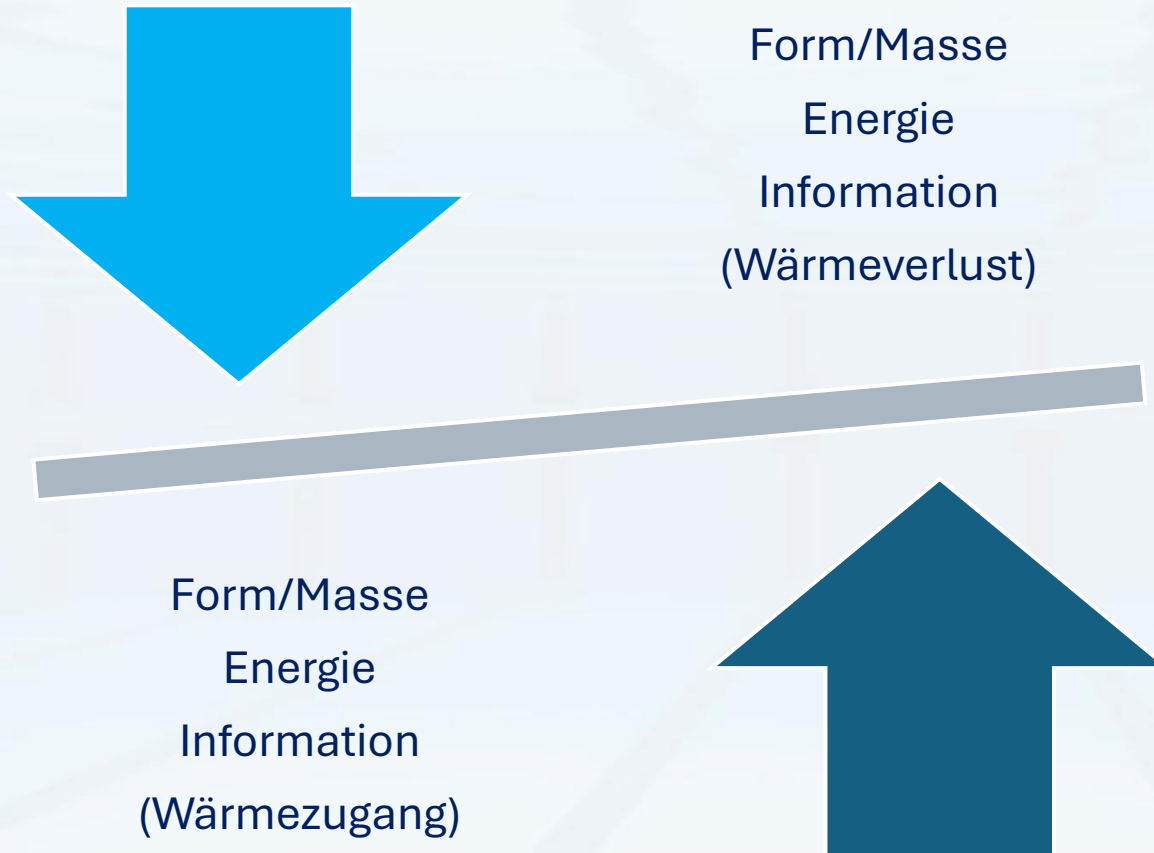 Form/Masse
Energie
Information
(Wärmeverlust)
Form/Masse
Energie
Information
(Wärmezugang)